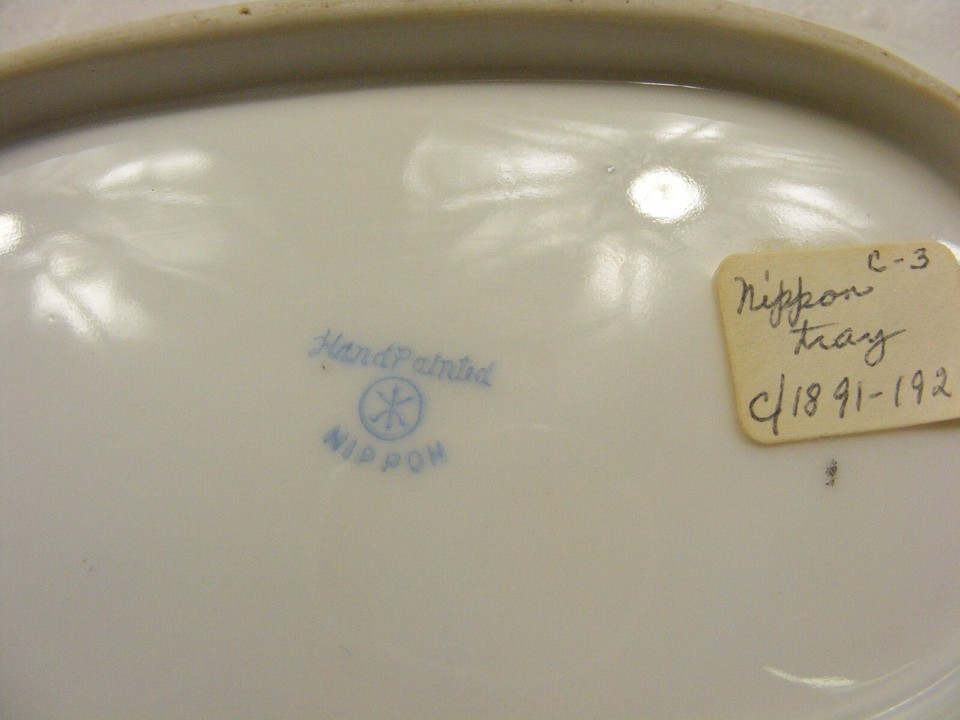 Hand Painted
NIPPON
C-3
Nippon
tray
c/1891-192